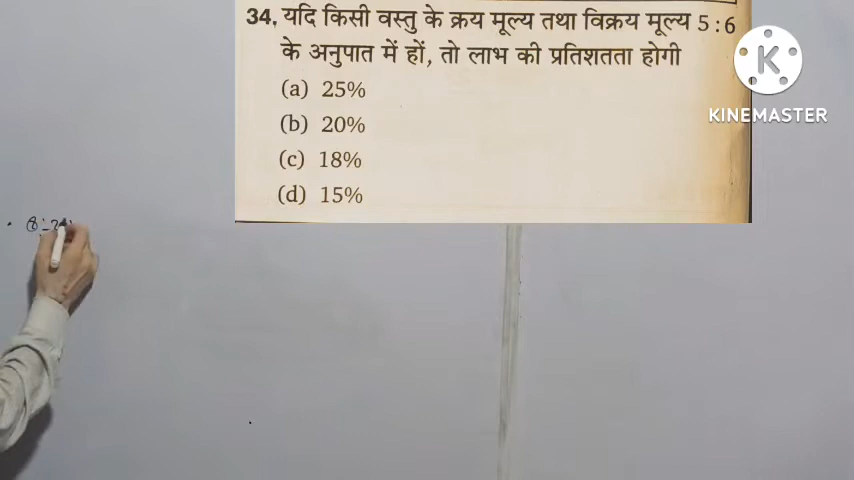 34. यदि किसी वस्तु के क्रय मूल्य तथा विक्रय मूल्य 5 : 6
के अनुपात में हों, तो लाभ की प्रतिशतता होगी
(a) 25%
(b) 20%
(c) 18%
(d) 15%
K
KINEMASTER